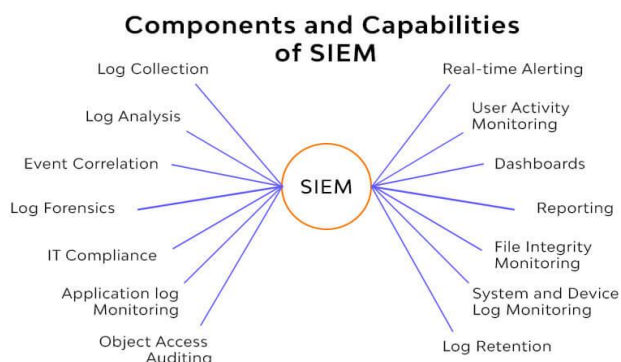 Components and Capabilities
of SIEM
Log Collection
Log Analysis
Event Correlation
Log Forensics
IT Compliance
Application log
Monitoring
Object Access
Auditing
SIEM
Real-time Alerting
User Activity
Monitoring
Dashboards
Reporting
File Integrity
Monitoring
System and Device
Log Monitoring
Log Retention